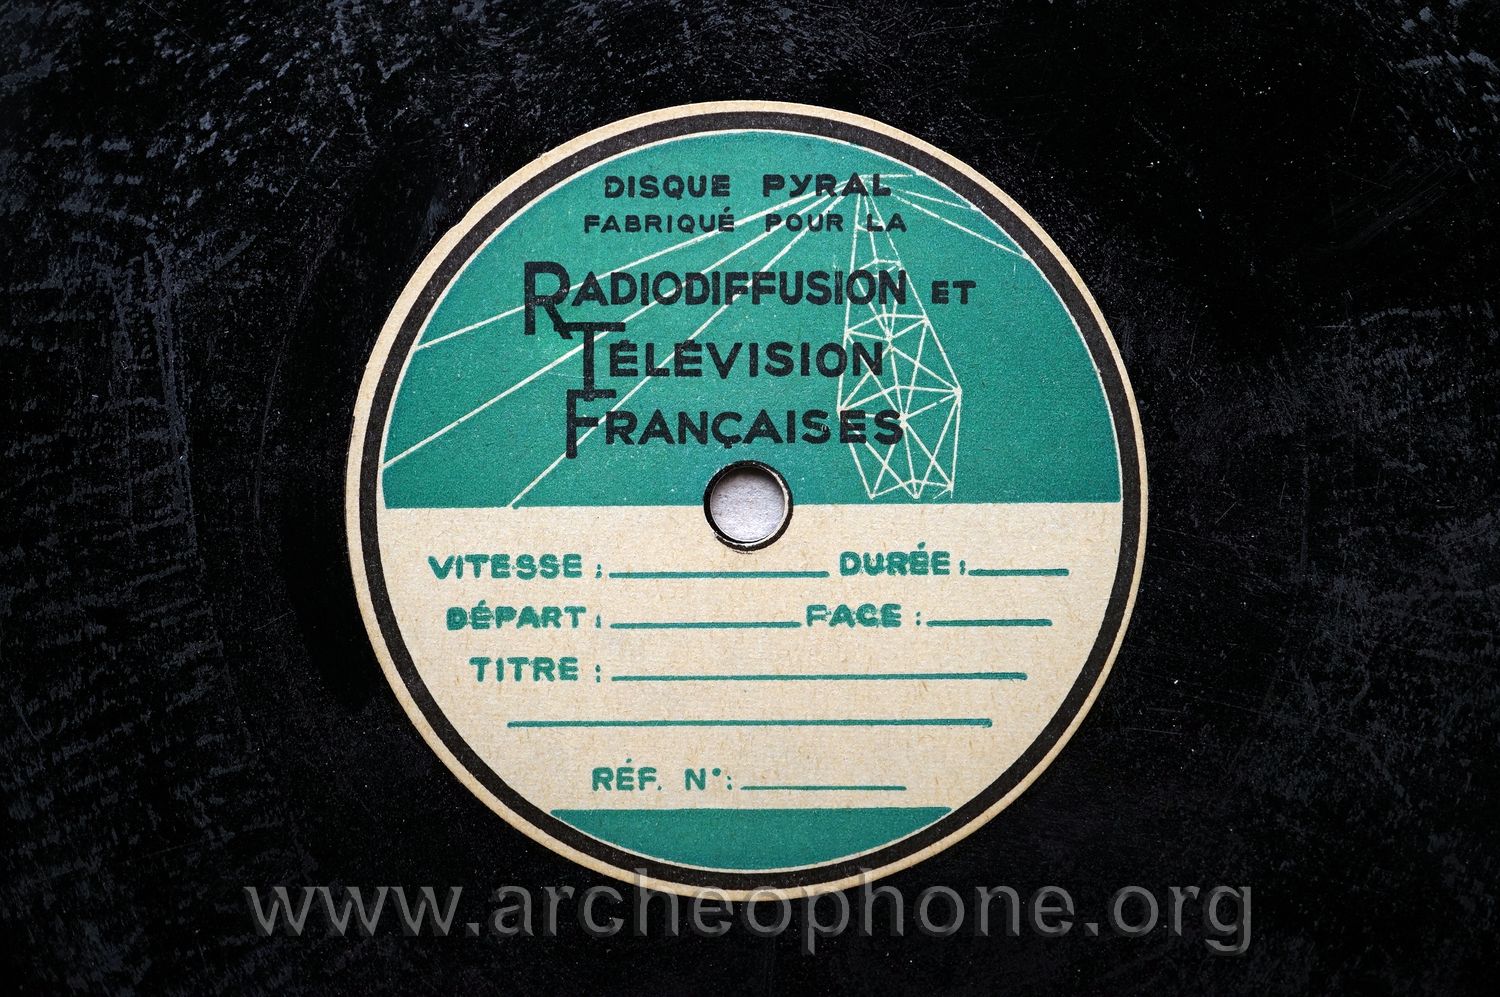 DISQUE PYRAL
FABRIQUÉ POUR LA
RADIODIFFUSION ET
TÉLÉVISION
FRANÇAISES
VITESSE : DURÉE :
DÉPART : FACE :
TITRE :
RÉF. N° :
www.archeophone.org